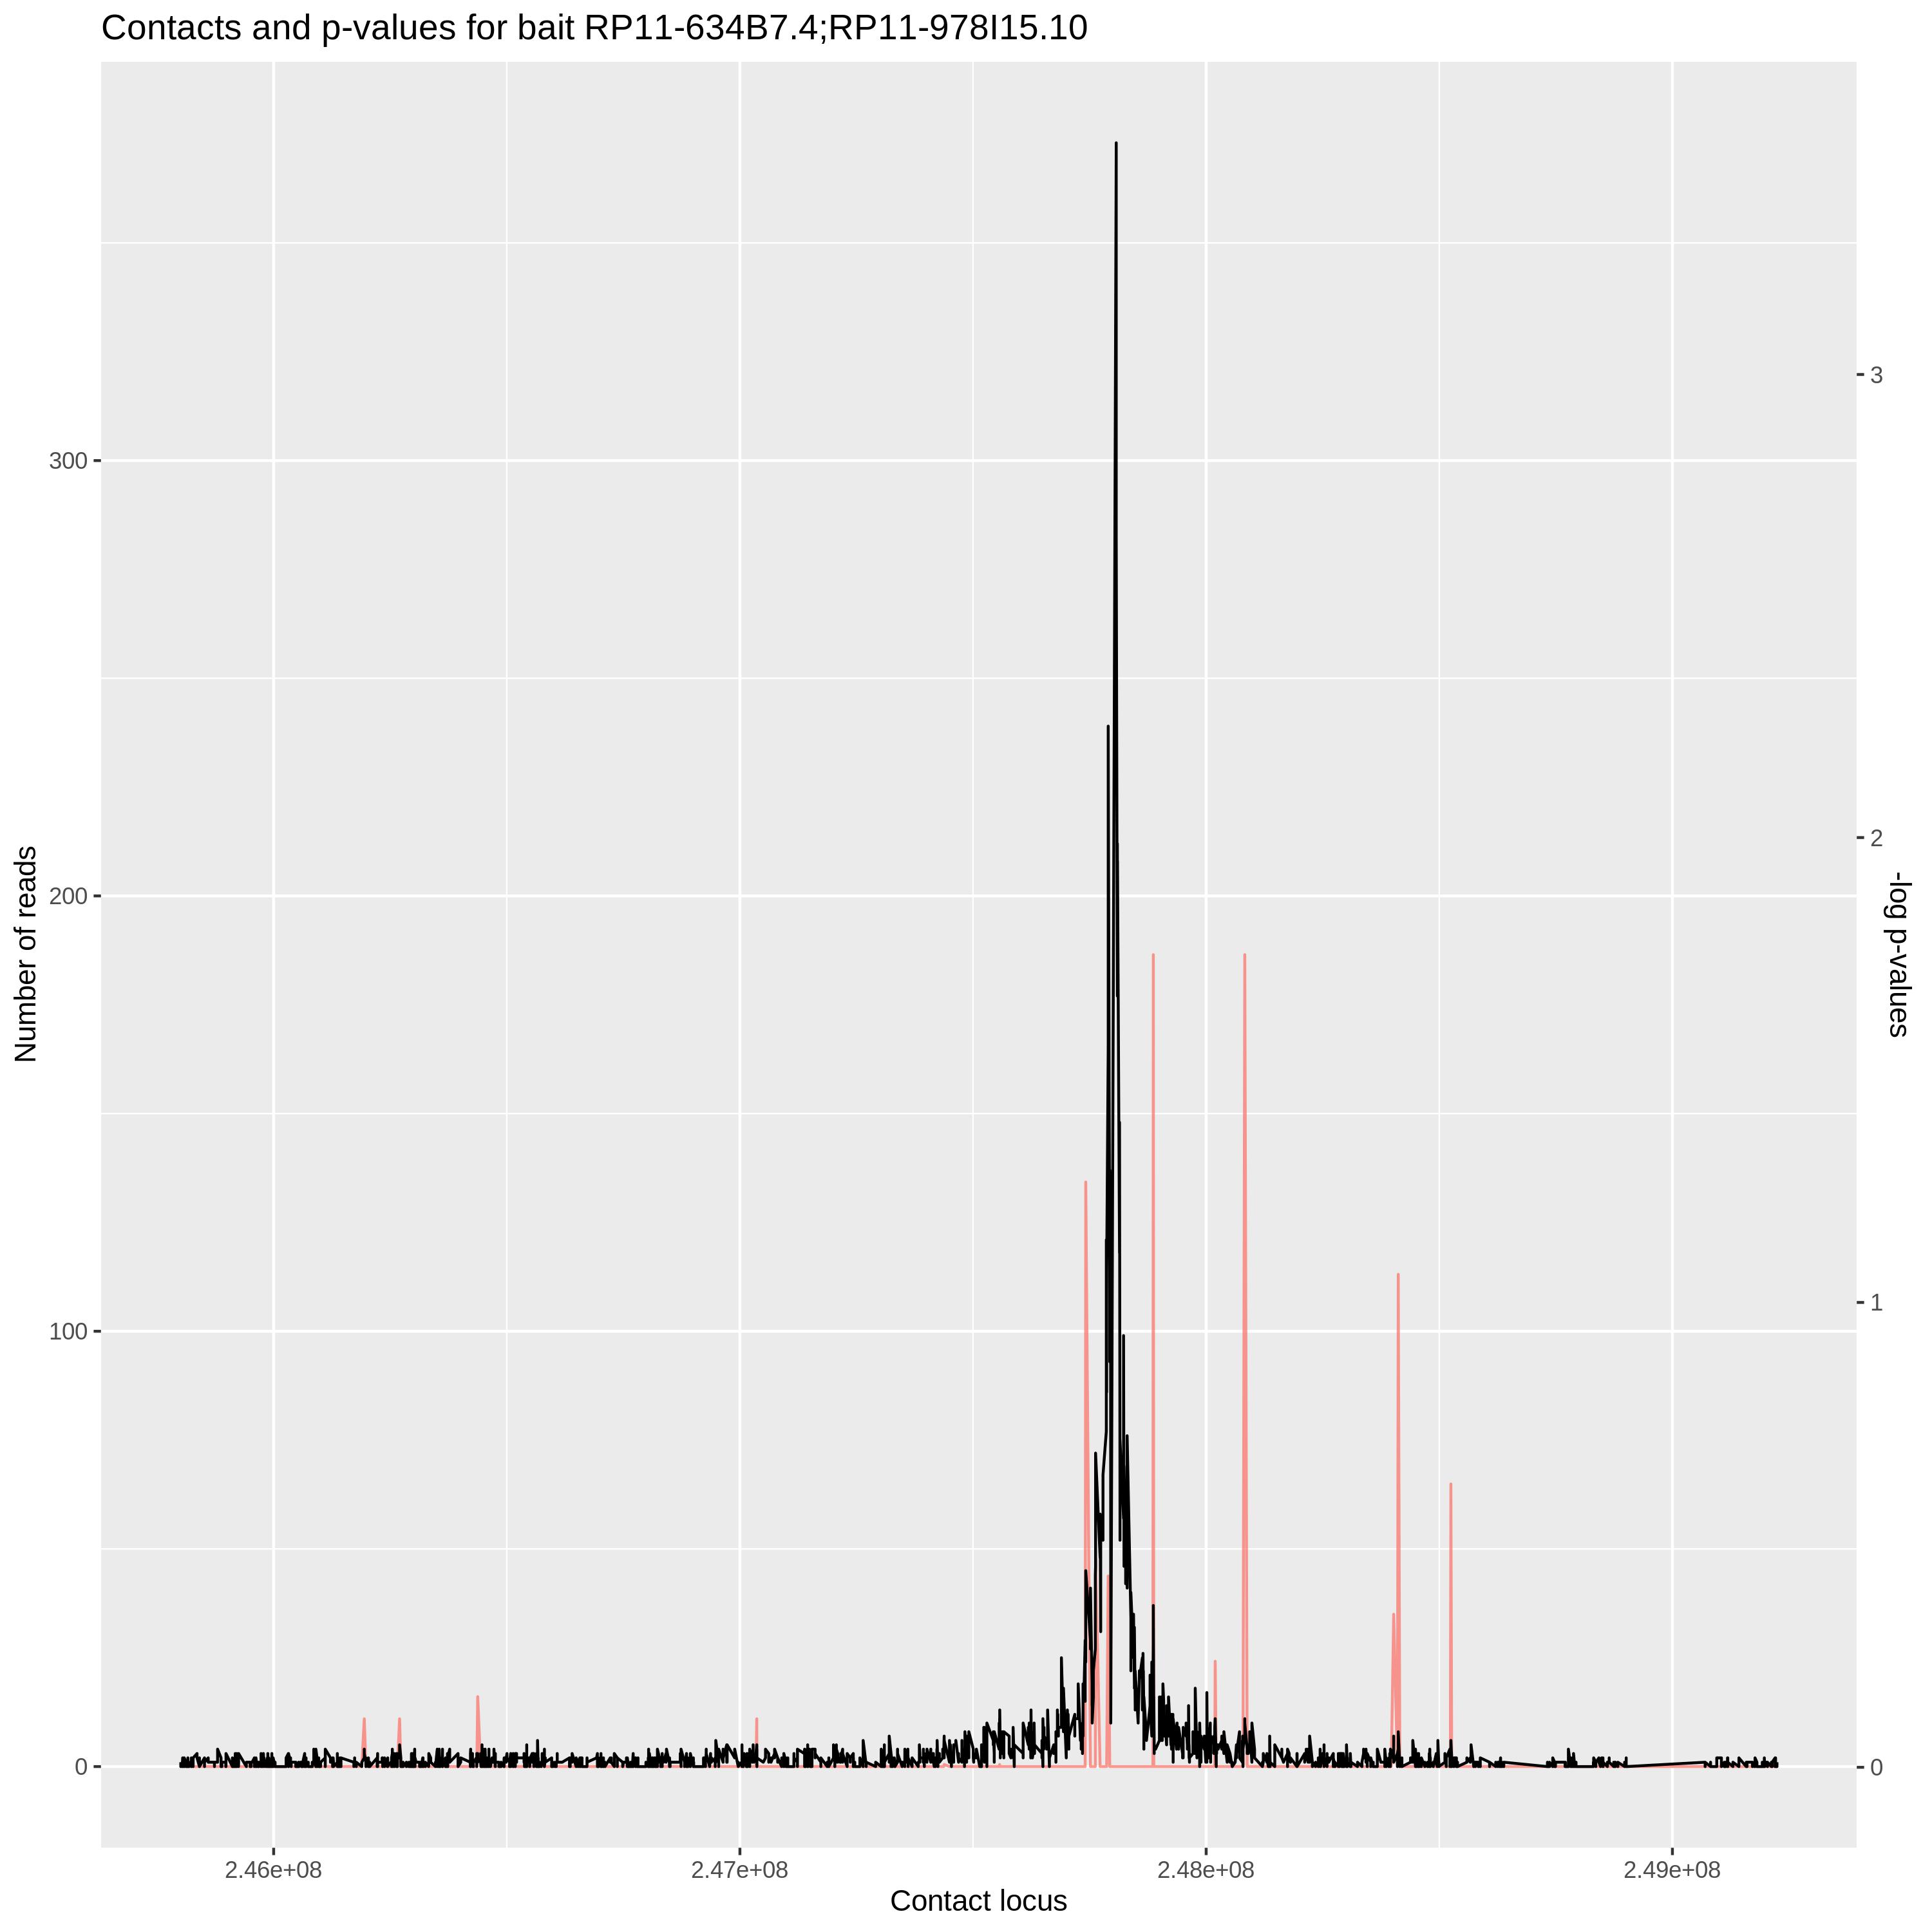 Contacts and p-values for bait RP11-634B7.4;RP11-978I15.10
Number of reads
300
200
100
0
3
2
1
0
-log p-values
2.46e+08
2.47e+08
2.48e+08
2.49e+08
Contact locus